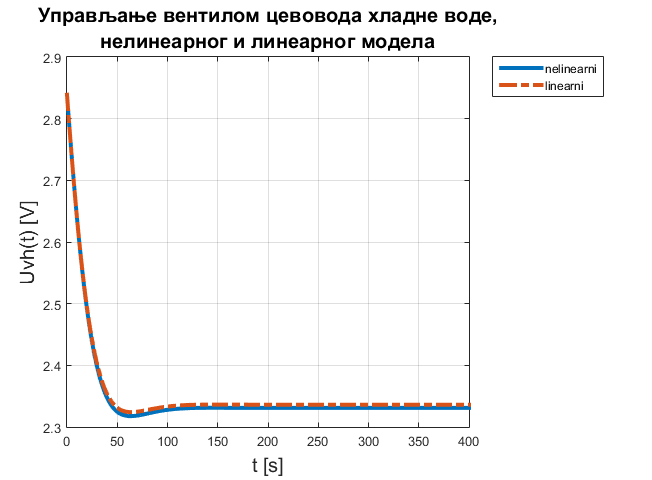 Управљање вентилом цевовода хладне воде,
нелинеарног и линеарног модела
2.9
2.8
2.7
2.6
2.5
2.4
2.3
Uvh(t) [V]
0 50 100 150 200 250 300 350 400
t [s]
nelinearni
linearni